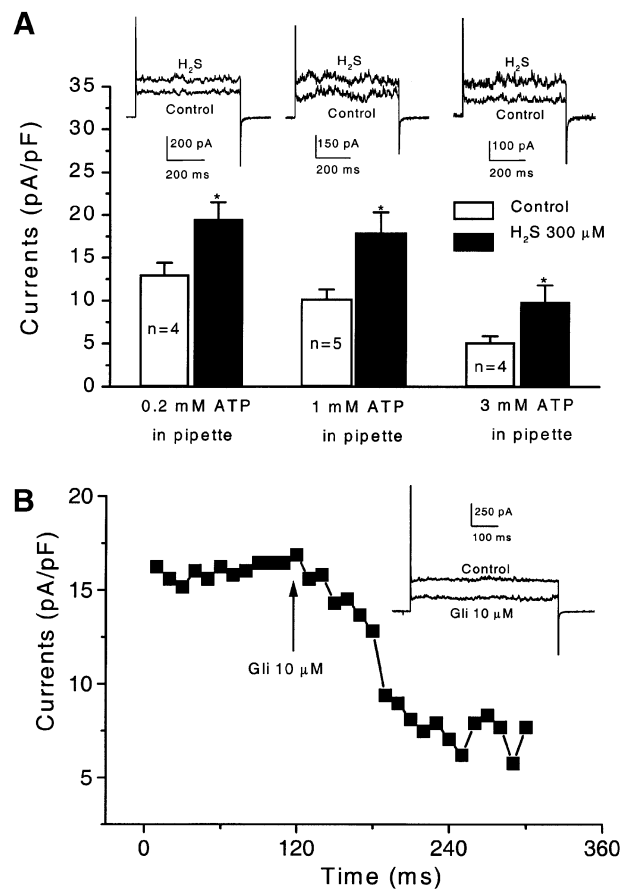 A
H₂S
Control
200 pA
200 ms
H₂S
Control
150 pA
200 ms
H₂S
Control
100 pA
200 ms
Currents (pA/pF)
35
30
25
20
15
10
5
0
Control
H₂S 300 µM
*
*
*
n=4
n=5
n=4
0.2 mM ATP
in pipette
1 mM ATP
in pipette
3 mM ATP
in pipette
B
Currents (pA/pF)
20
15
10
5
250 pA
100 ms
Control
Gli 10 µM
Gli 10 µM
0
120
240
360
Time (ms)